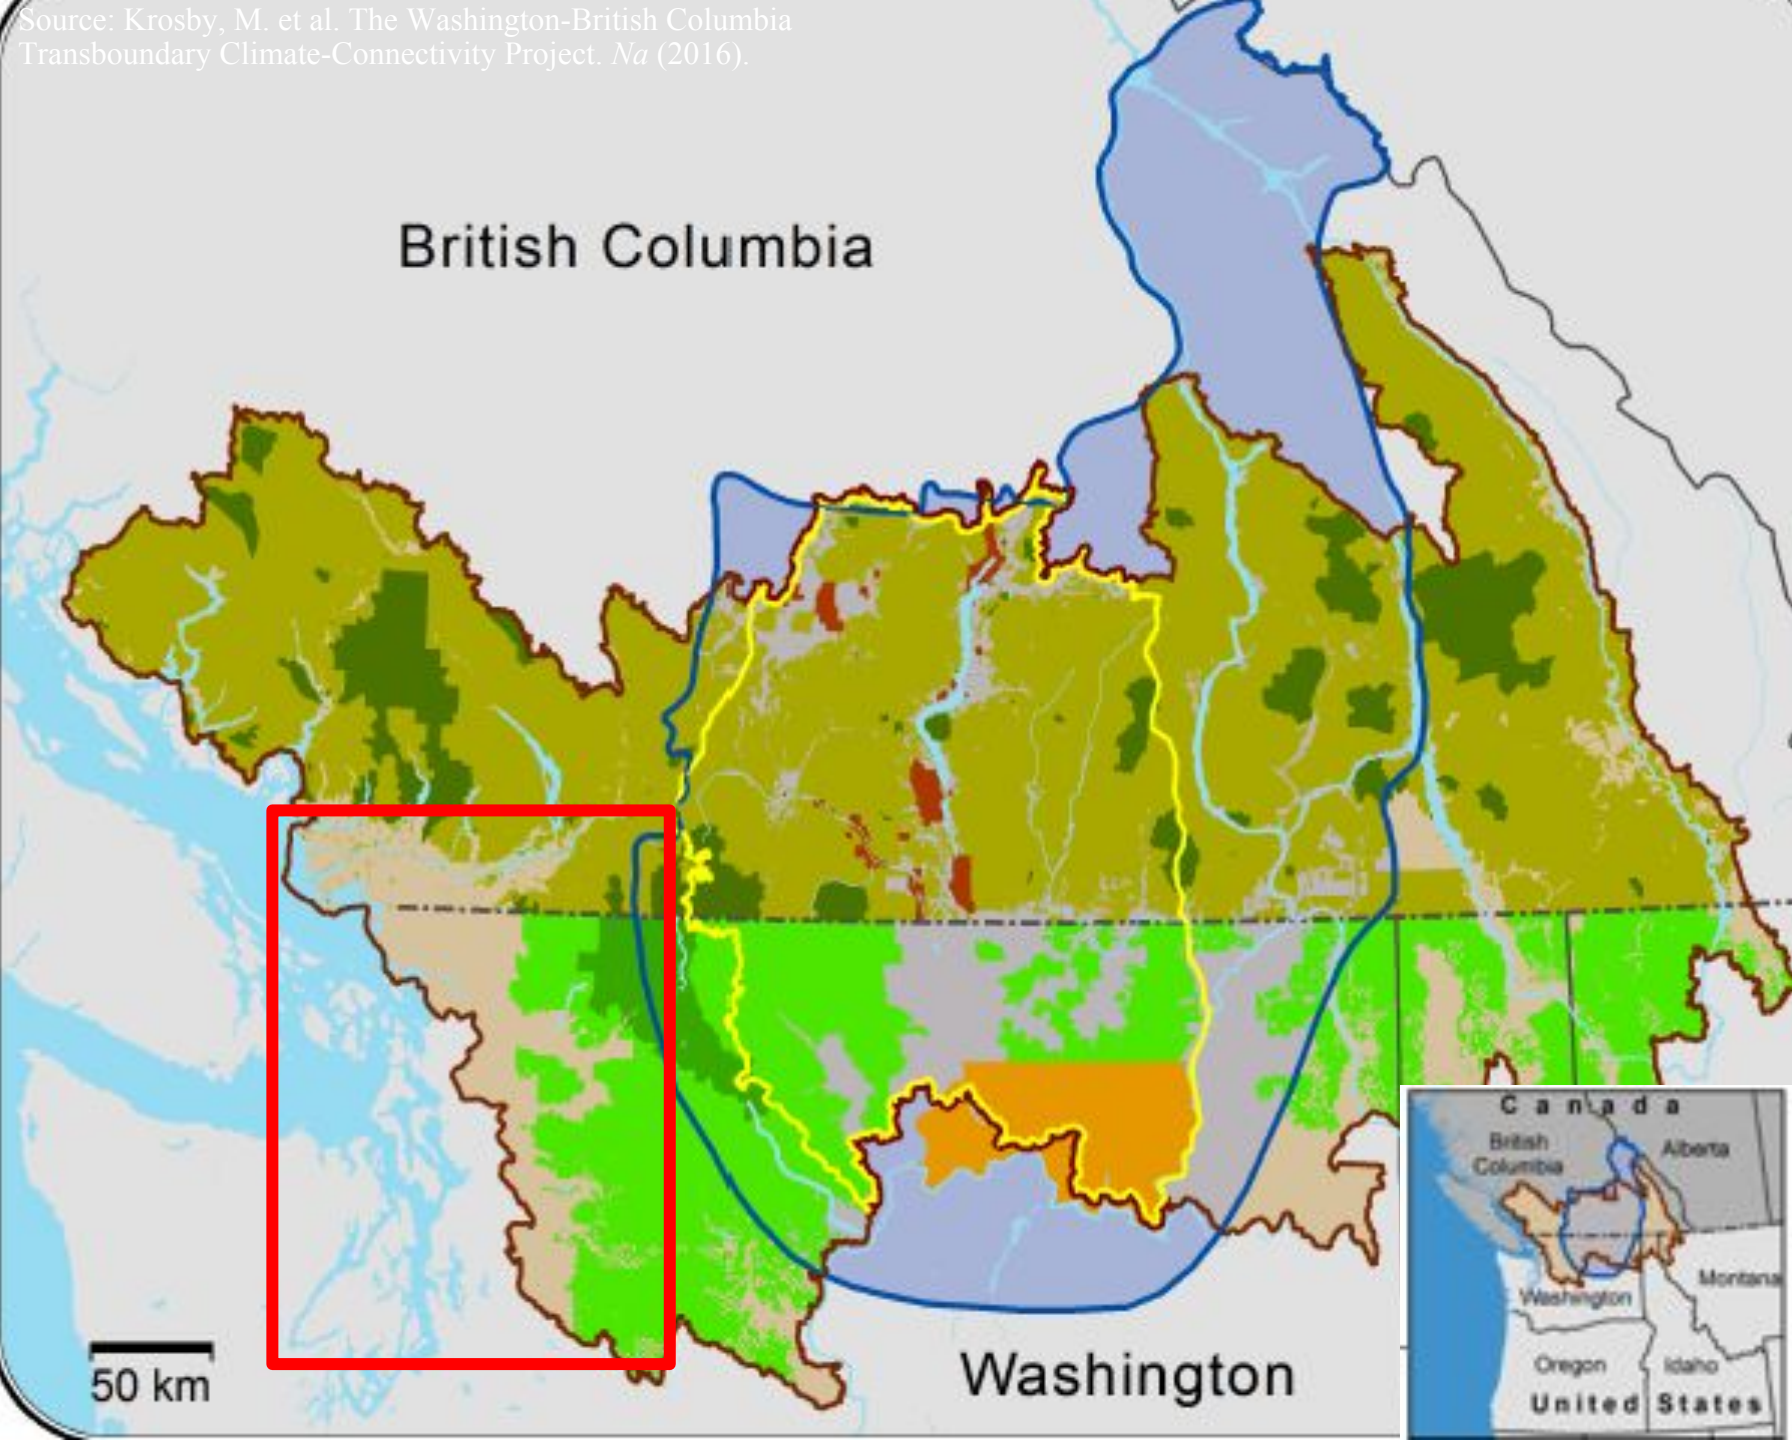 Source: Krosby, M. et al. The Washington-British Columbia
Transboundary Climate-Connectivity Project. Na (2016).
British Columbia
50 km
Washington
Canada
British
Columbia
Alberta
Montana
Washington
Oregon
Idaho
United States